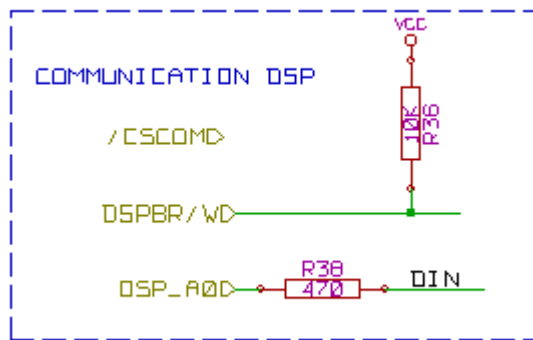 VCC
COMMUNICATION DSP
10K
R36
/CSCOM
DSPBR/W
R38
DSP_A0
470
DIN